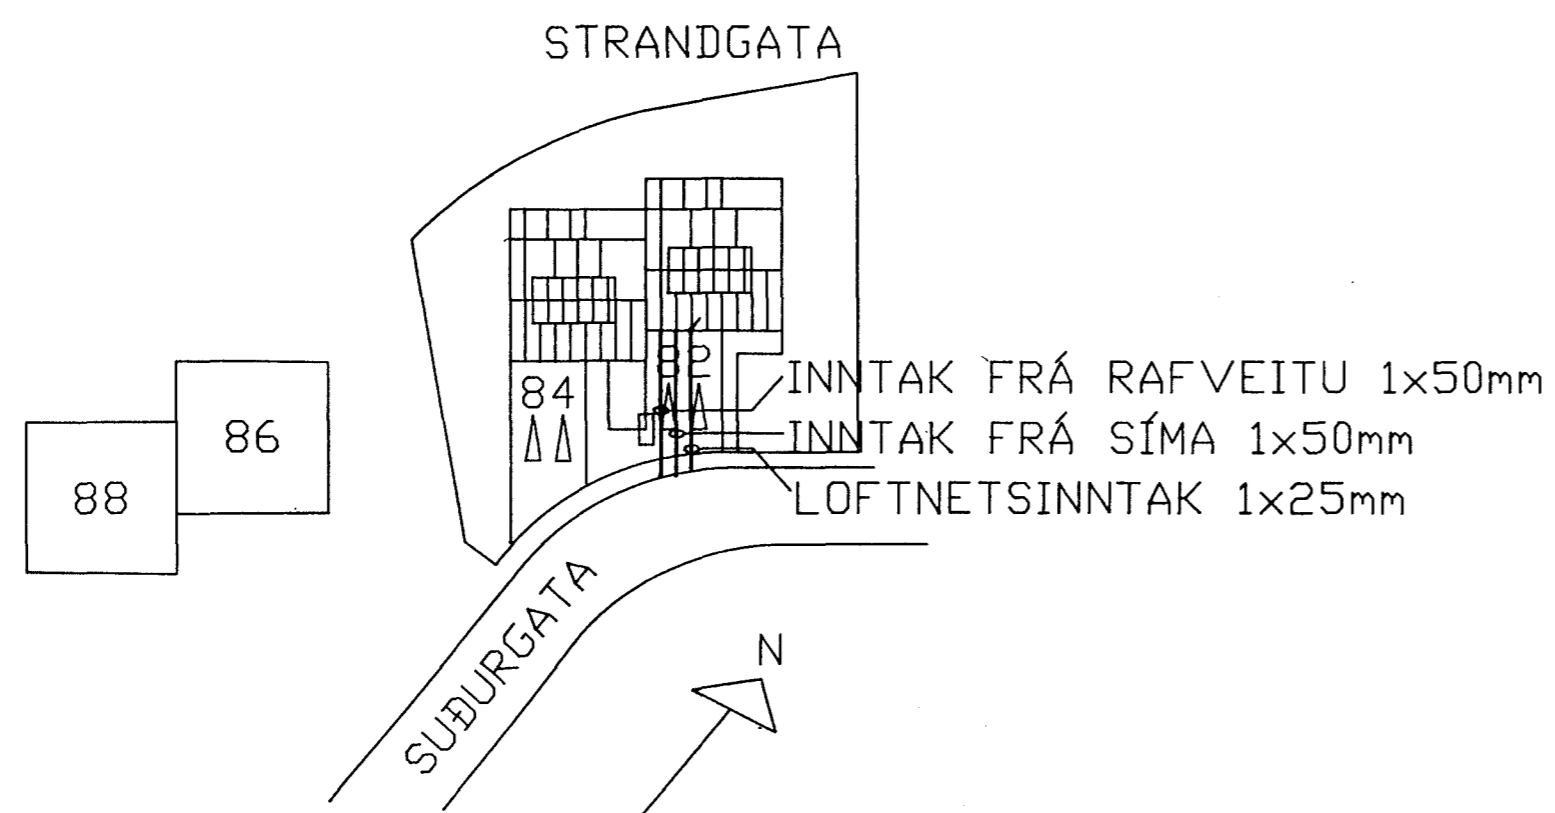 STRANDGATA
84
82
INNTAK FRÁ RAFVEITU 1x50mm
86
INNTAK FRÁ SÍMA 1x50mm
88
LOFTNETSINNTAK 1x25mm
SUÐURGATA
N